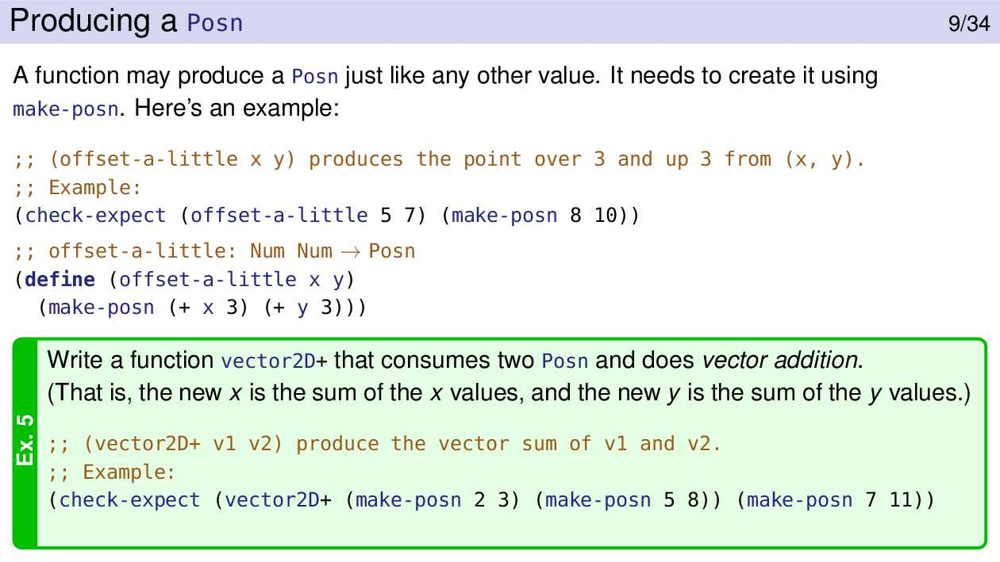 Producing a Posn 9/34
A function may produce a Posn just like any other value. It needs to create it using
make-posn. Here's an example:
;; (offset-a-little x y) produces the point over 3 and up 3 from (x, y).
;; Example:
(check-expect (offset-a-little 5 7) (make-posn 8 10))
;; offset-a-little: Num Num → Posn
(define (offset-a-little x y)
  (make-posn (+ x 3) (+ y 3)))
Ex. 5
Write a function vector2D+ that consumes two Posn and does vector addition.
(That is, the new x is the sum of the x values, and the new y is the sum of the y values.)
;; (vector2D+ v1 v2) produce the vector sum of v1 and v2.
;; Example:
(check-expect (vector2D+ (make-posn 2 3) (make-posn 5 8)) (make-posn 7 11))